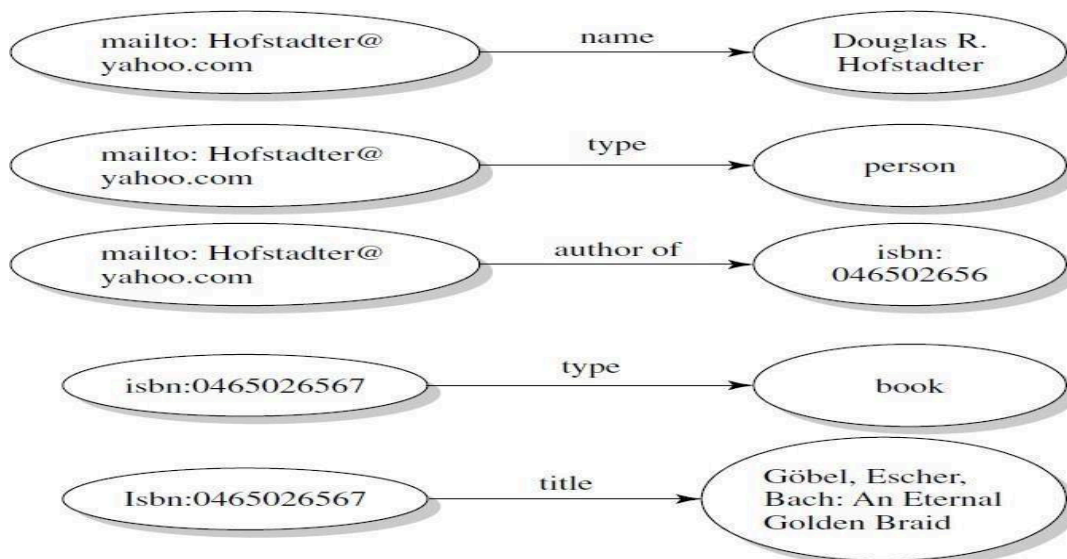 mailto: Hofstadter@
yahoo.com
name
Douglas R.
Hofstadter
mailto: Hofstadter@
yahoo.com
type
person
mailto: Hofstadter@
yahoo.com
author of
isbn:
046502656
isbn:0465026567
type
book
Isbn:0465026567
title
Göbel, Escher,
Bach: An Eternal
Golden Braid